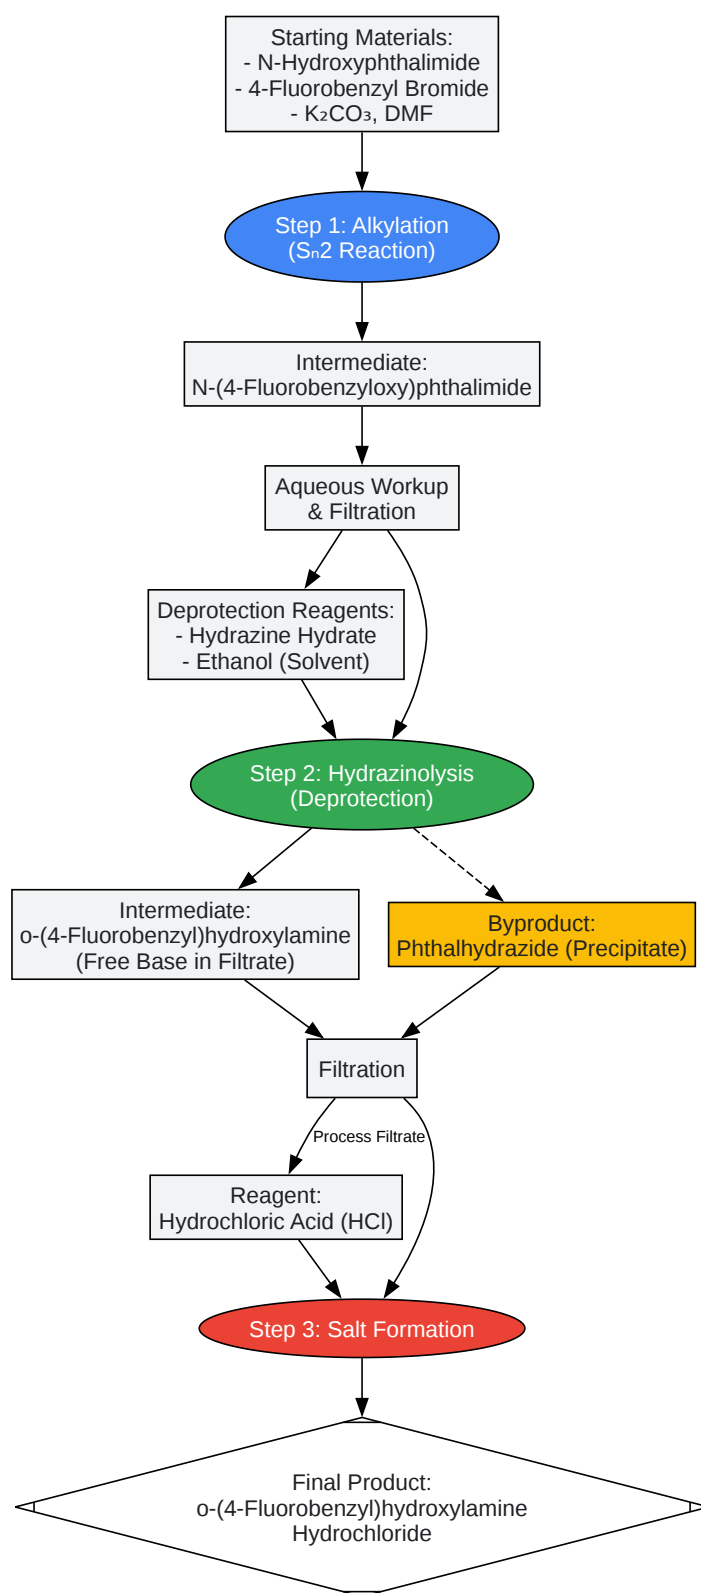 Starting Materials:
- N-Hydroxyphthalimide
- 4-Fluorobenzyl Bromide
- K₂CO₃, DMF
Step 1: Alkylation
(Sₙ2 Reaction)
Intermediate:
N-(4-Fluorobenzyloxy)phthalimide
Aqueous Workup
& Filtration
Deprotection Reagents:
- Hydrazine Hydrate
- Ethanol (Solvent)
Step 2: Hydrazinolysis
(Deprotection)
Intermediate:
o-(4-Fluorobenzyl)hydroxylamine
(Free Base in Filtrate)
Byproduct:
Phthalhydrazide (Precipitate)
Filtration
Process Filtrate
Reagent:
Hydrochloric Acid (HCl)
Step 3: Salt Formation
Final Product:
o-(4-Fluorobenzyl)hydroxylamine
Hydrochloride